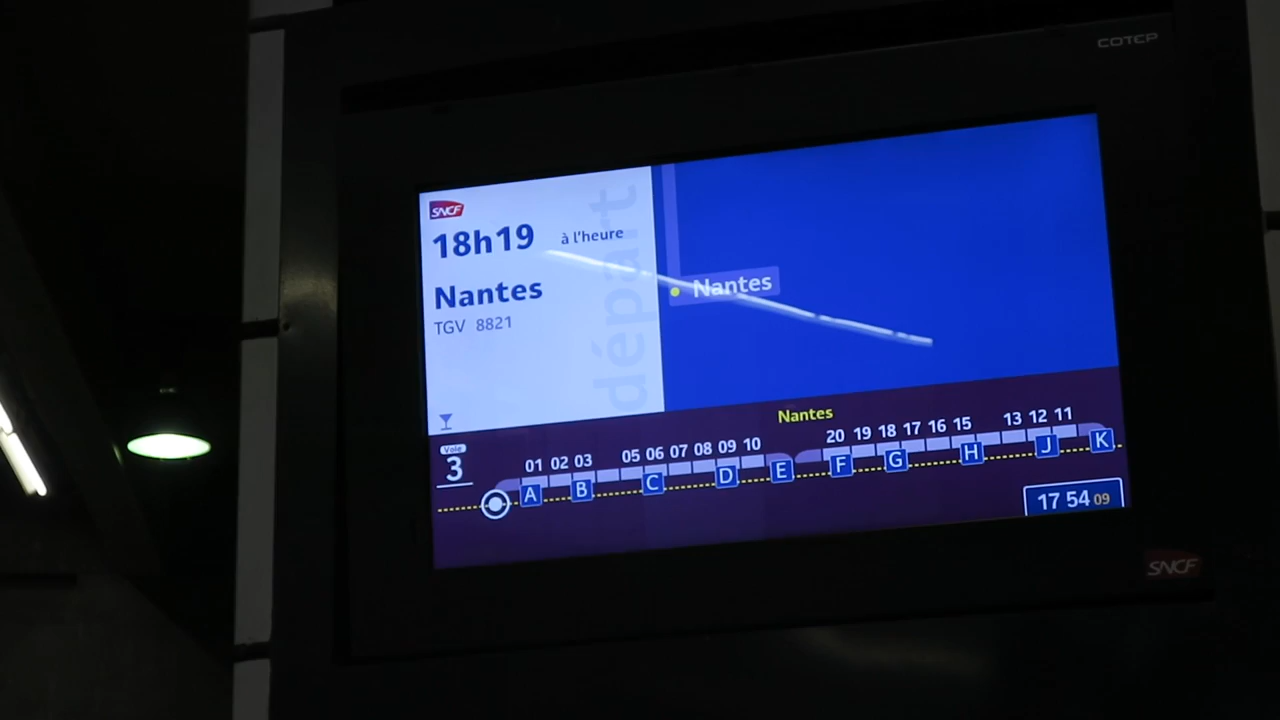 COTEP
SNCF
18h19 à l'heure
Nantes
TGV 8821
départ
Nantes
Nantes
Voie
3
01 02 03 05 06 07 08 09 10 20 19 18 17 16 15 13 12 11
A B C D E F G H J K
17 54 09
SNCF